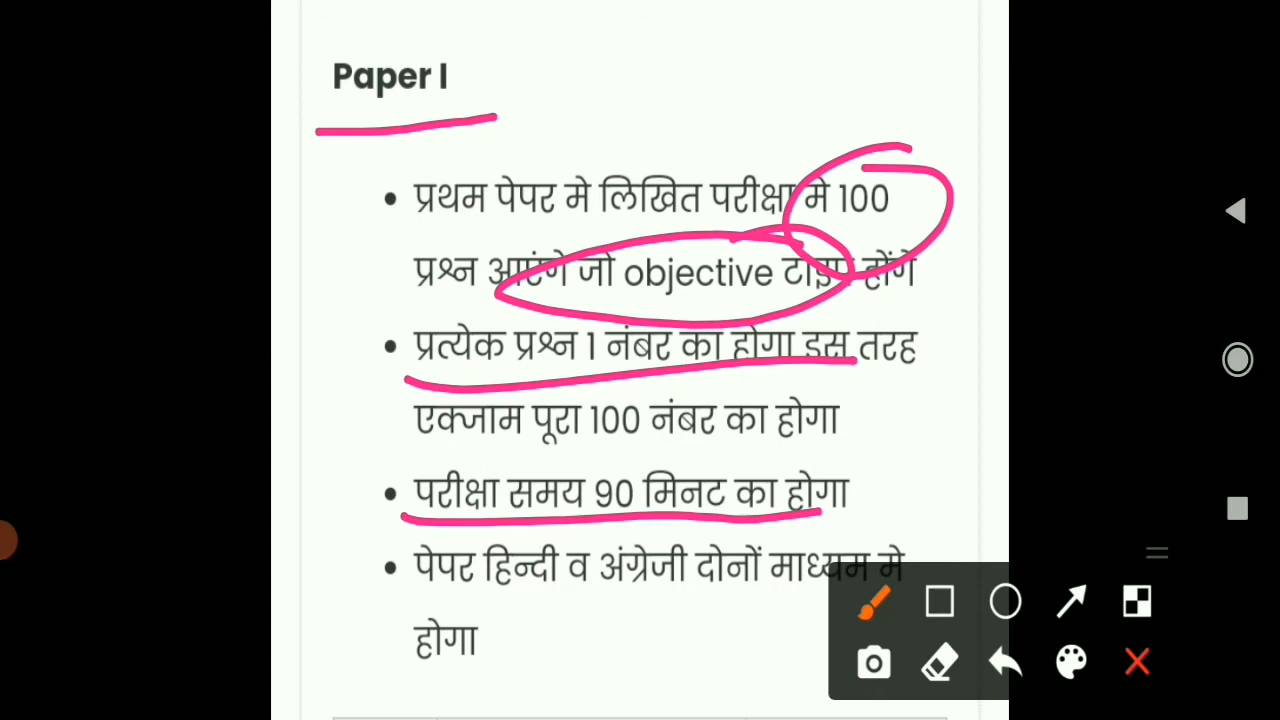 Paper I
प्रथम पेपर मे लिखित परीक्षा मे 100
प्रश्न आएंगे जो objective टाइप होंगे
प्रत्येक प्रश्न 1 नंबर का होगा इस तरह
एक्जाम पूरा 100 नंबर का होगा
परीक्षा समय 90 मिनट का होगा
पेपर हिन्दी व अंग्रेजी दोनों माध्यम मे
होगा